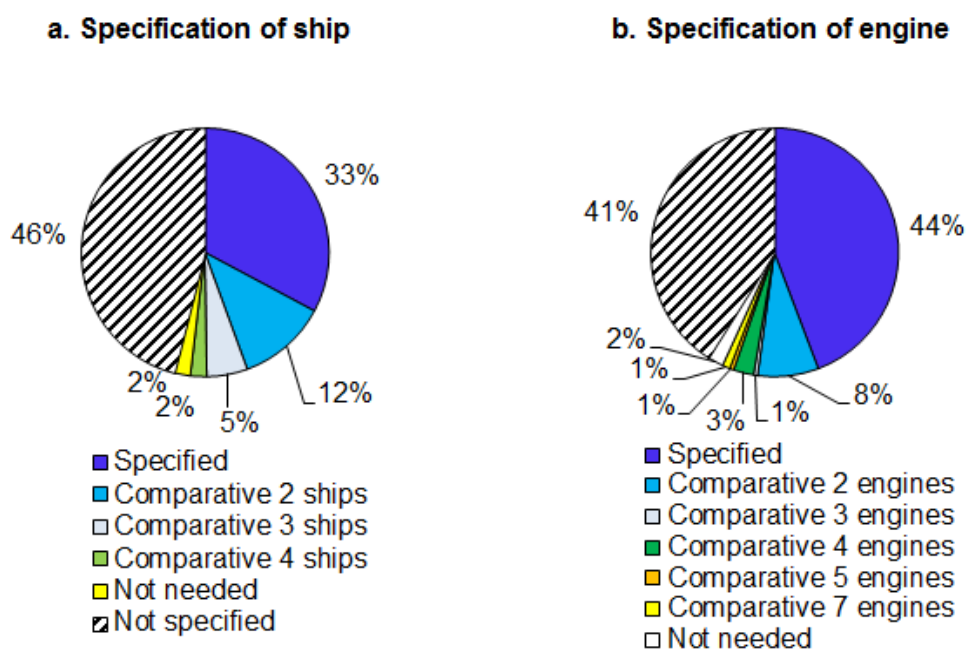 a. Specification of ship
33%
12%
5%
2%
2%
46%
Specified
Comparative 2 ships
Comparative 3 ships
Comparative 4 ships
Not needed
Not specified
b. Specification of engine
44%
8%
1%
3%
1%
1%
2%
41%
Specified
Comparative 2 engines
Comparative 3 engines
Comparative 4 engines
Comparative 5 engines
Comparative 7 engines
Not needed